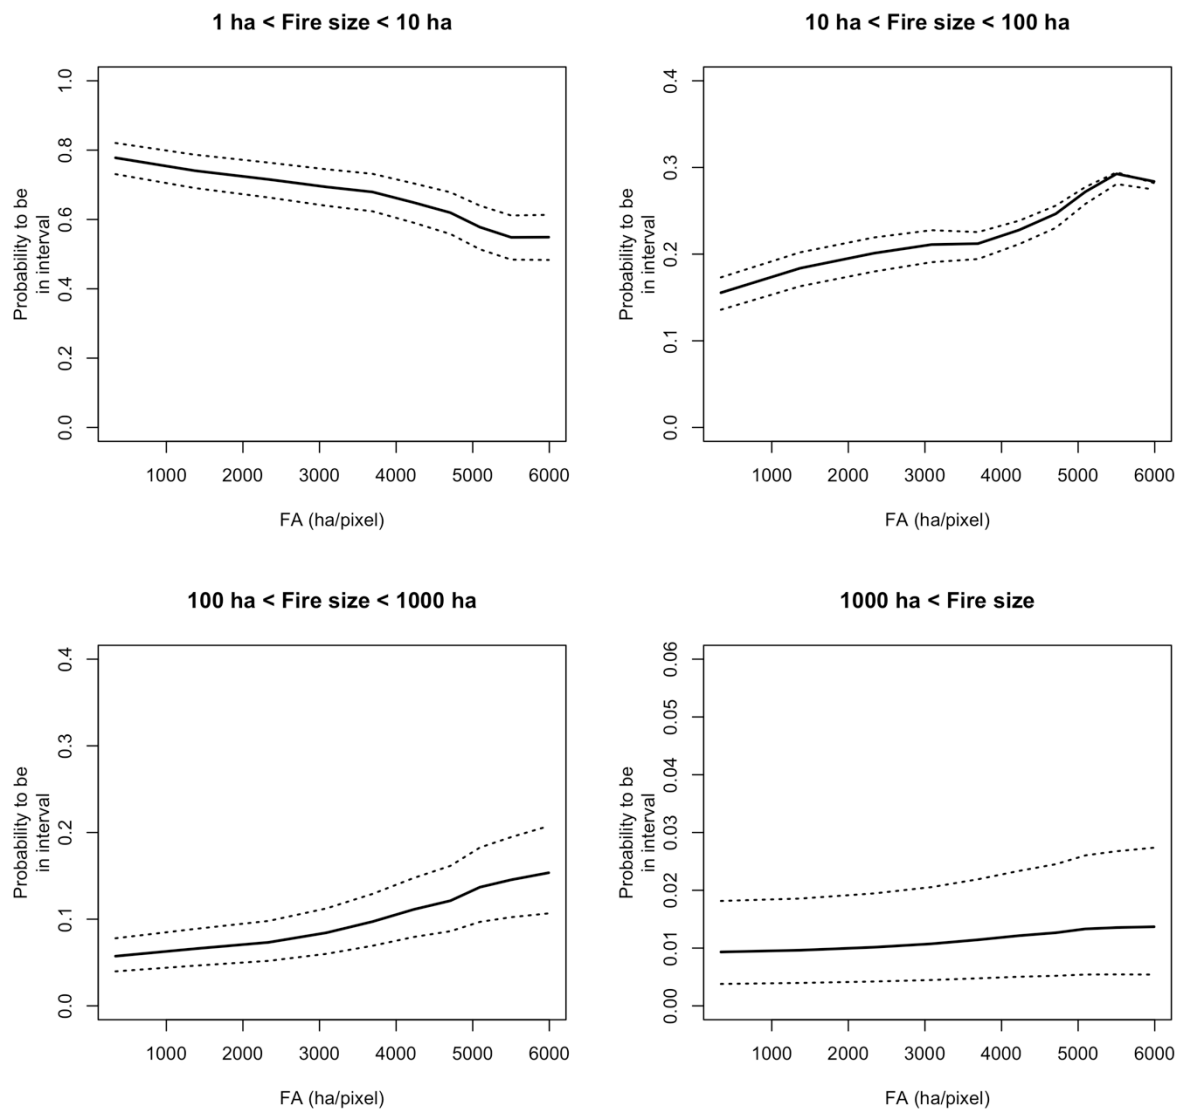 1 ha < Fire size < 10 ha
Probability to be
in interval
1.0
0.8
0.6
0.4
0.2
0.0
1000 2000 3000 4000 5000 6000
FA (ha/pixel)
10 ha < Fire size < 100 ha
Probability to be
in interval
0.4
0.3
0.2
0.1
0.0
1000 2000 3000 4000 5000 6000
FA (ha/pixel)
100 ha < Fire size < 1000 ha
Probability to be
in interval
0.4
0.3
0.2
0.1
0.0
1000 2000 3000 4000 5000 6000
FA (ha/pixel)
1000 ha < Fire size
Probability to be
in interval
0.06
0.05
0.04
0.03
0.02
0.01
0.00
1000 2000 3000 4000 5000 6000
FA (ha/pixel)